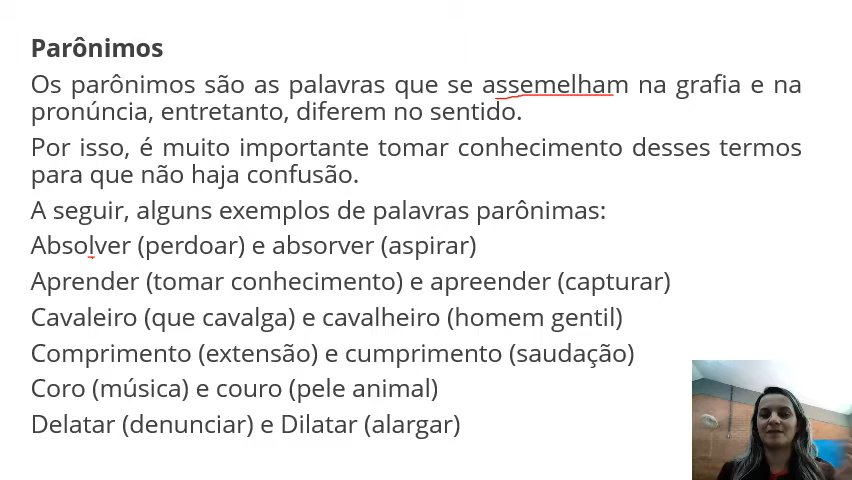 Parônimos
Os parônimos são as palavras que se assemelham na grafia e na
pronúncia, entretanto, diferem no sentido.
Por isso, é muito importante tomar conhecimento desses termos
para que não haja confusão.
A seguir, alguns exemplos de palavras parônimas:
Absolver (perdoar) e absorver (aspirar)
Aprender (tomar conhecimento) e apreender (capturar)
Cavaleiro (que cavalga) e cavalheiro (homem gentil)
Comprimento (extensão) e cumprimento (saudação)
Coro (música) e couro (pele animal)
Delatar (denunciar) e Dilatar (alargar)